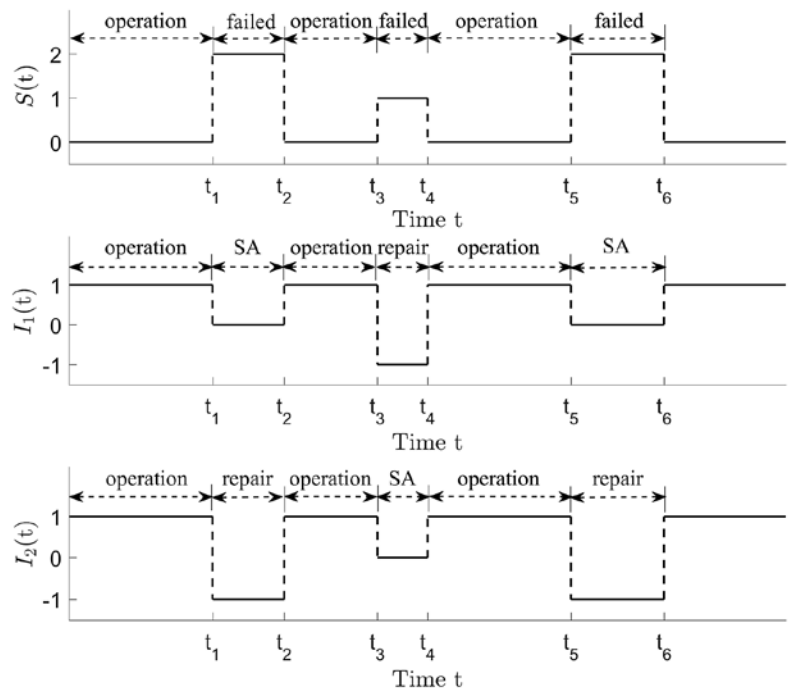 operation failed operation failed operation failed
2
S(t)
1
0
t1 t2 t3 t4 t5 t6
Time t
operation SA operation repair operation SA
1
I1(t)
0
-1
t1 t2 t3 t4 t5 t6
Time t
operation repair operation SA operation repair
1
I2(t)
0
-1
t1 t2 t3 t4 t5 t6
Time t